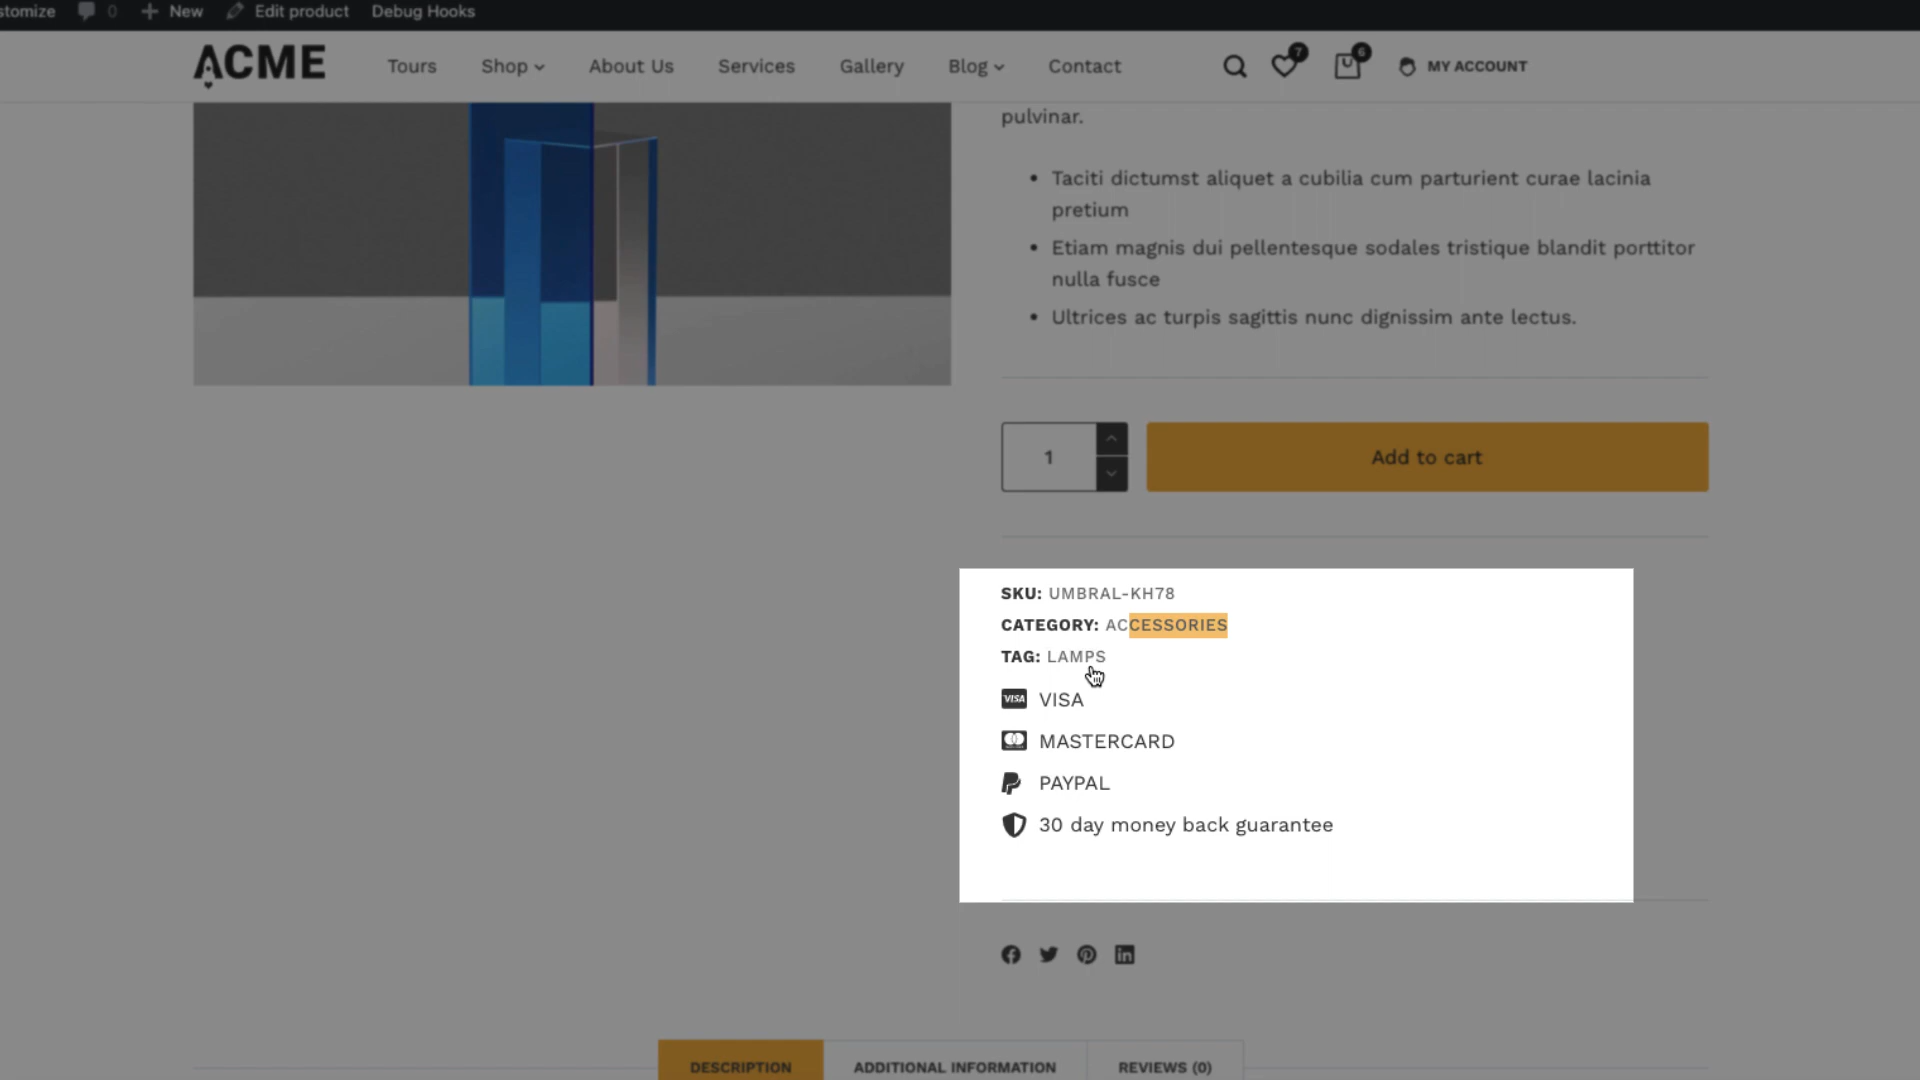 stomize 0 New Edit product Debug Hooks
ACME Tours Shop About Us Services Gallery Blog Contact 7 6 MY ACCOUNT
pulvinar.
• Taciti dictumst aliquet a cubilia cum parturient curae lacinia
pretium
• Etiam magnis dui pellentesque sodales tristique blandit porttitor
nulla fusce
• Ultrices ac turpis sagittis nunc dignissim ante lectus.
1 Add to cart
SKU: UMBRAL-KH78
CATEGORY: ACCESSORIES
TAG: LAMPS
VISA VISA
MASTERCARD
PAYPAL
30 day money back guarantee
DESCRIPTION ADDITIONAL INFORMATION REVIEWS (0)